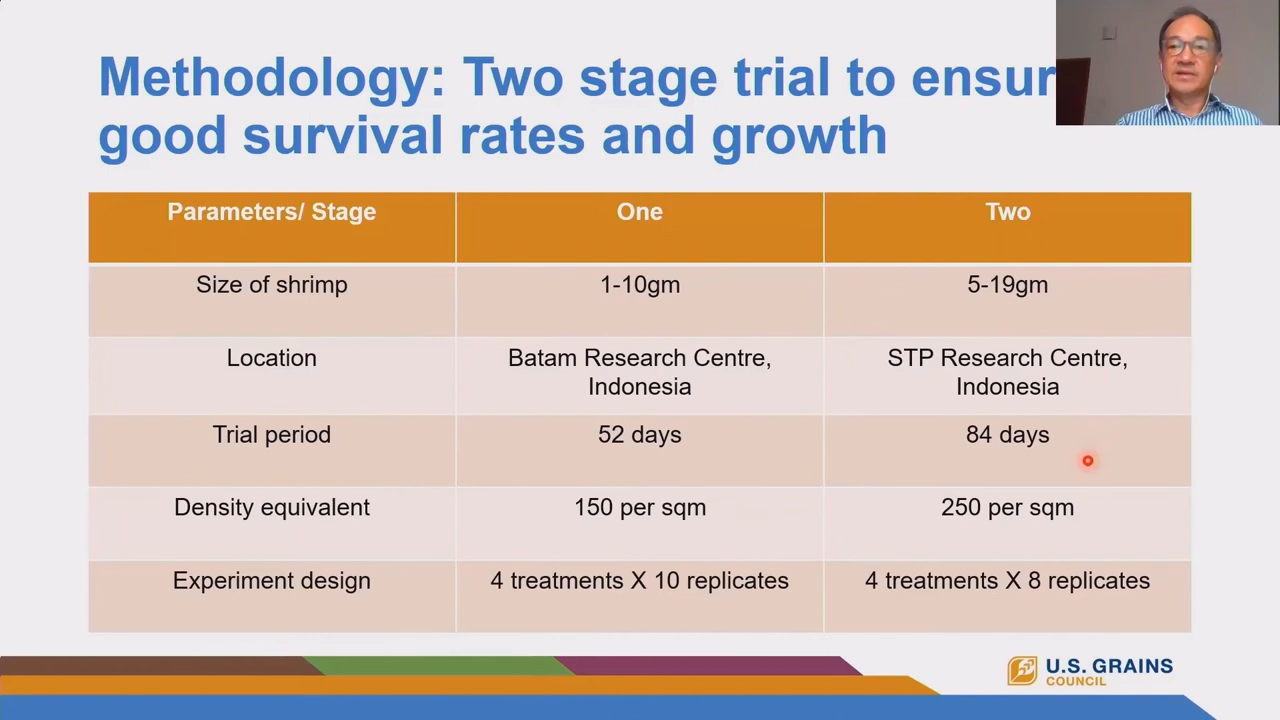 Methodology: Two stage trial to ensur
good survival rates and growth
Parameters/ Stage
One
Two
Size of shrimp
1-10gm
5-19gm
Location
Batam Research Centre,
Indonesia
STP Research Centre,
Indonesia
Trial period
52 days
84 days
Density equivalent
150 per sqm
250 per sqm
Experiment design
4 treatments X 10 replicates
4 treatments X 8 replicates
U.S. GRAINS
COUNCIL